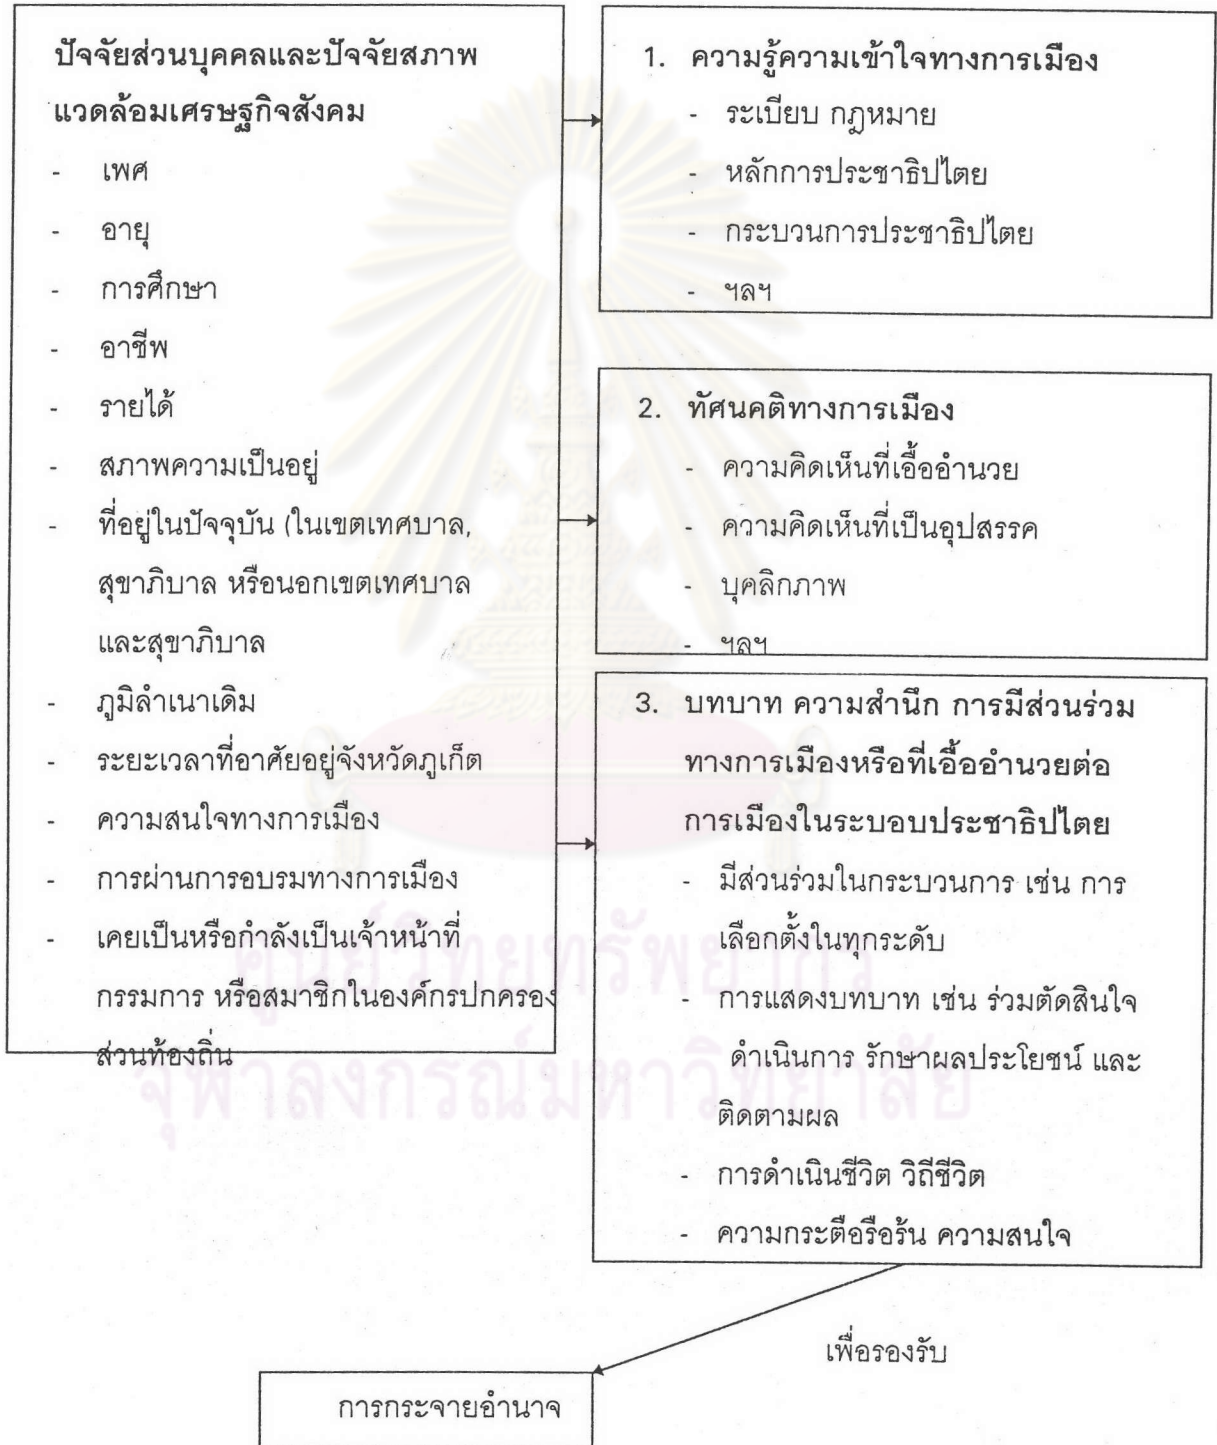 ปัจจัยส่วนบุคคลและปัจจัยสภาพ
แวดล้อมเศรษฐกิจสังคม
- เพศ
- อายุ
- การศึกษา
- อาชีพ
- รายได้
- สภาพความเป็นอยู่
- ที่อยู่ในปัจจุบัน (ในเขตเทศบาล,
สุขาภิบาล หรือนอกเขตเทศบาล
และสุขาภิบาล
- ภูมิลำเนาเดิม
- ระยะเวลาที่อาศัยอยู่จังหวัดภูเก็ต
- ความสนใจทางการเมือง
- การผ่านการอบรมทางการเมือง
- เคยเป็นหรือกำลังเป็นเจ้าหน้าที่
กรรมการ หรือสมาชิกในองค์กรปกครอง
ส่วนท้องถิ่น
1. ความรู้ความเข้าใจทางการเมือง
- ระเบียบ กฎหมาย
- หลักการประชาธิปไตย
- กระบวนการประชาธิปไตย
- ฯลฯ
2. ทัศนคติทางการเมือง
- ความคิดเห็นที่เอื้ออำนวย
- ความคิดเห็นที่เป็นอุปสรรค
- บุคลิกภาพ
- ฯลฯ
3. บทบาท ความสำนึก การมีส่วนร่วม
ทางการเมืองหรือที่เอื้ออำนวยต่อ
การเมืองในระบอบประชาธิปไตย
- มีส่วนร่วมในกระบวนการ เช่น การ
เลือกตั้งในทุกระดับ
- การแสดงบทบาท เช่น ร่วมตัดสินใจ
ดำเนินการ รักษาผลประโยชน์ และ
ติดตามผล
- การดำเนินชีวิต วิถีชีวิต
- ความกระตือรือร้น ความสนใจ
เพื่อรองรับ
การกระจายอำนาจ
ศูนย์วิทยทรัพยากร
จุฬาลงกรณ์มหาวิทยาลัย